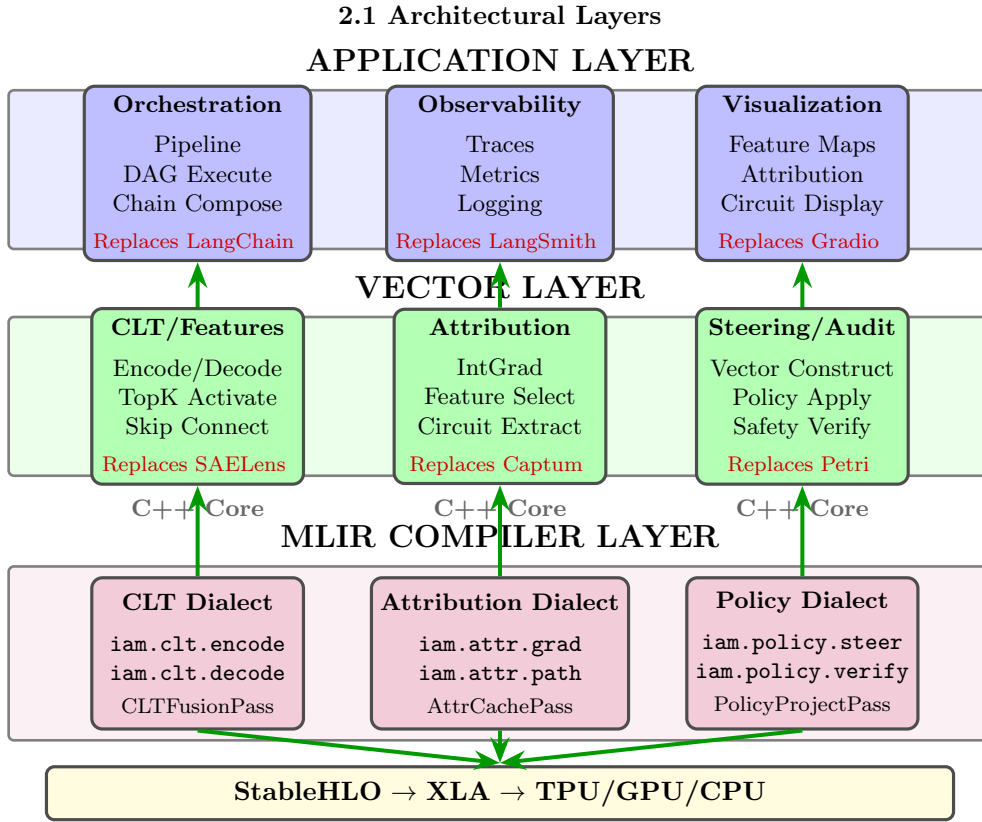 2.1 Architectural Layers
APPLICATION LAYER
Orchestration
Pipeline
DAG Execute
Chain Compose
Replaces LangChain
Observability
Traces
Metrics
Logging
Replaces LangSmith
Visualization
Feature Maps
Attribution
Circuit Display
Replaces Gradio
VECTOR LAYER
CLT/Features
Encode/Decode
TopK Activate
Skip Connect
Replaces SAELens
Attribution
IntGrad
Feature Select
Circuit Extract
Replaces Captum
Steering/Audit
Vector Construct
Policy Apply
Safety Verify
Replaces Petri
C++ Core
C++ Core
C++ Core
MLIR COMPILER LAYER
CLT Dialect
iam.clt.encode
iam.clt.decode
CLTFusionPass
Attribution Dialect
iam.attr.grad
iam.attr.path
AttrCachePass
Policy Dialect
iam.policy.steer
iam.policy.verify
PolicyProjectPass
StableHLO → XLA → TPU/GPU/CPU